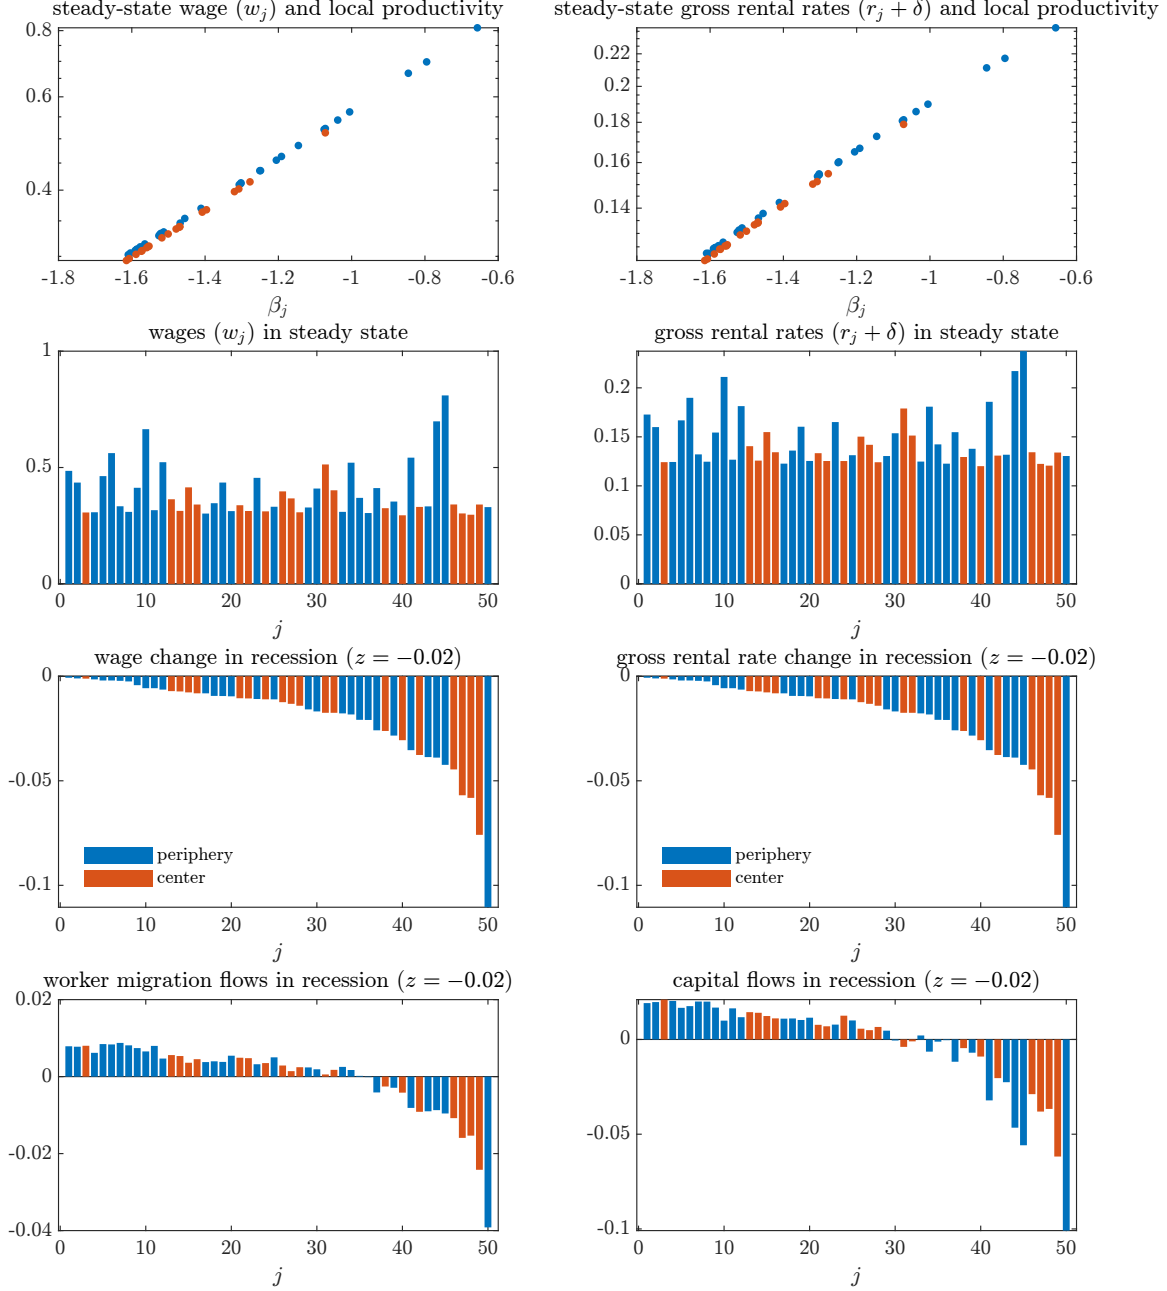 steady-state wage (w_j) and local productivity
0.8
0.6
0.4
-1.8 -1.6 -1.4 -1.2 -1 -0.8 -0.6
β_j
steady-state gross rental rates (r_j + δ) and local productivity
0.22
0.2
0.18
0.16
0.14
-1.8 -1.6 -1.4 -1.2 -1 -0.8 -0.6
β_j
wages (w_j) in steady state
1
0.5
0
0 10 20 30 40 50
j
gross rental rates (r_j + δ) in steady state
0.2
0.15
0.1
0.05
0
0 10 20 30 40 50
j
wage change in recession (z = −0.02)
0
-0.05
-0.1
periphery
center
0 10 20 30 40 50
j
gross rental rate change in recession (z = −0.02)
0
-0.05
-0.1
periphery
center
0 10 20 30 40 50
j
worker migration flows in recession (z = −0.02)
0.02
0
-0.02
-0.04
0 10 20 30 40 50
j
capital flows in recession (z = −0.02)
0
-0.05
-0.1
0 10 20 30 40 50
j